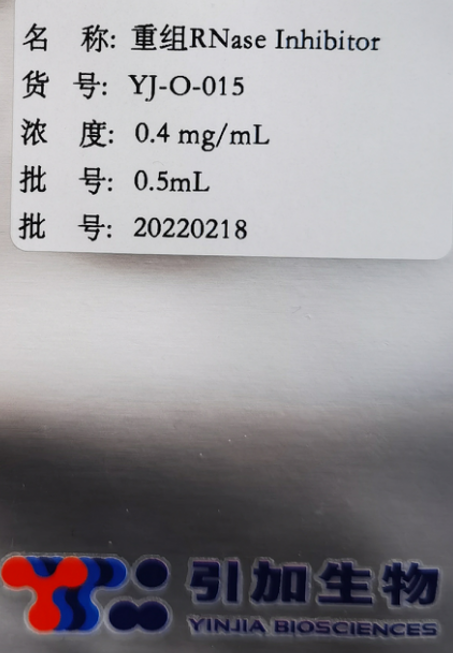 名 称: 重组RNase Inhibitor
货 号: YJ-O-015
浓 度: 0.4 mg/mL
批 号: 0.5mL
批 号: 20220218
引加生物
YINJIA BIOSCIENCES